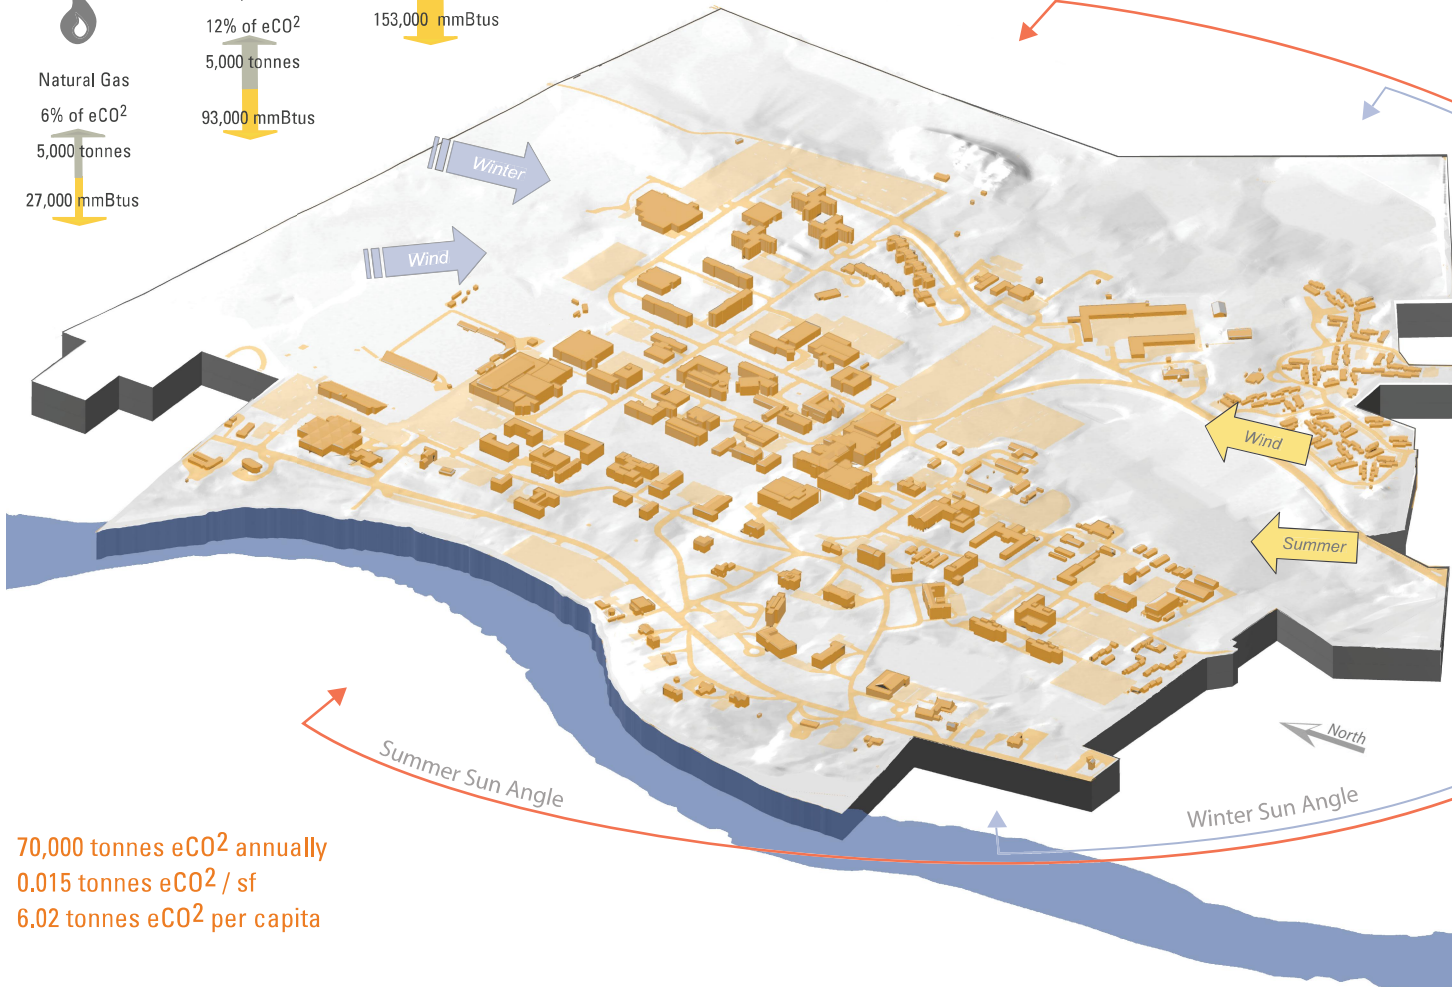 Natural Gas
6% of eCO²
5,000 tonnes
27,000 mmBtus
12% of eCO²
5,000 tonnes
93,000 mmBtus
153,000 mmBtus
Winter
Wind
Wind
Summer
North
Summer Sun Angle
Winter Sun Angle
70,000 tonnes eCO² annually
0.015 tonnes eCO² / sf
6.02 tonnes eCO² per capita